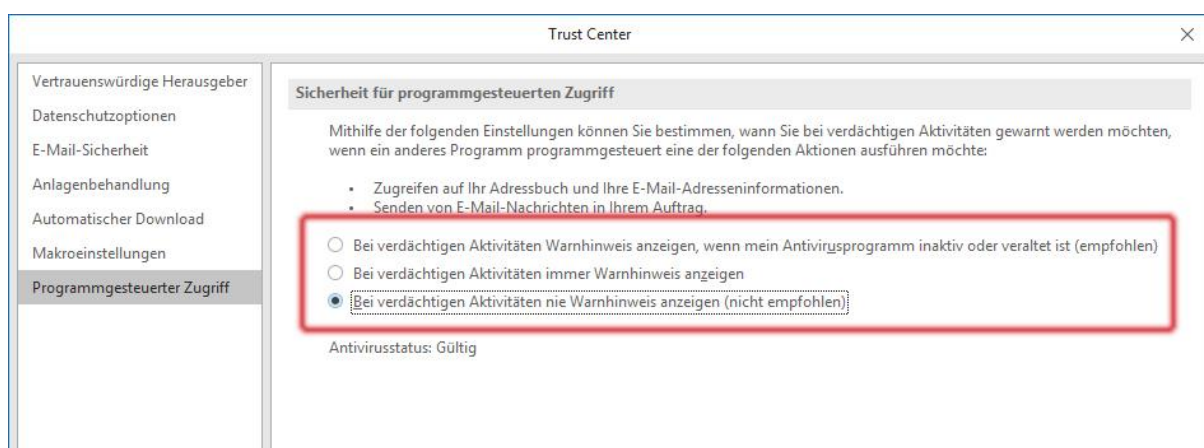 Trust Center
Vertrauenswürdige Herausgeber
Datenschutzoptionen
E-Mail-Sicherheit
Anlagenbehandlung
Automatischer Download
Makroeinstellungen
Programmgesteuerter Zugriff
Sicherheit für programmgesteuerten Zugriff
Mithilfe der folgenden Einstellungen können Sie bestimmen, wann Sie bei verdächtigen Aktivitäten gewarnt werden möchten,
wenn ein anderes Programm programmgesteuert eine der folgenden Aktionen ausführen möchte:
• Zugreifen auf Ihr Adressbuch und Ihre E-Mail-Adresseninformationen.
• Senden von E-Mail-Nachrichten in Ihrem Auftrag.
Bei verdächtigen Aktivitäten Warnhinweis anzeigen, wenn mein Antivirusprogramm inaktiv oder veraltet ist (empfohlen)
Bei verdächtigen Aktivitäten immer Warnhinweis anzeigen
Bei verdächtigen Aktivitäten nie Warnhinweis anzeigen (nicht empfohlen)
Antivirusstatus: Gültig